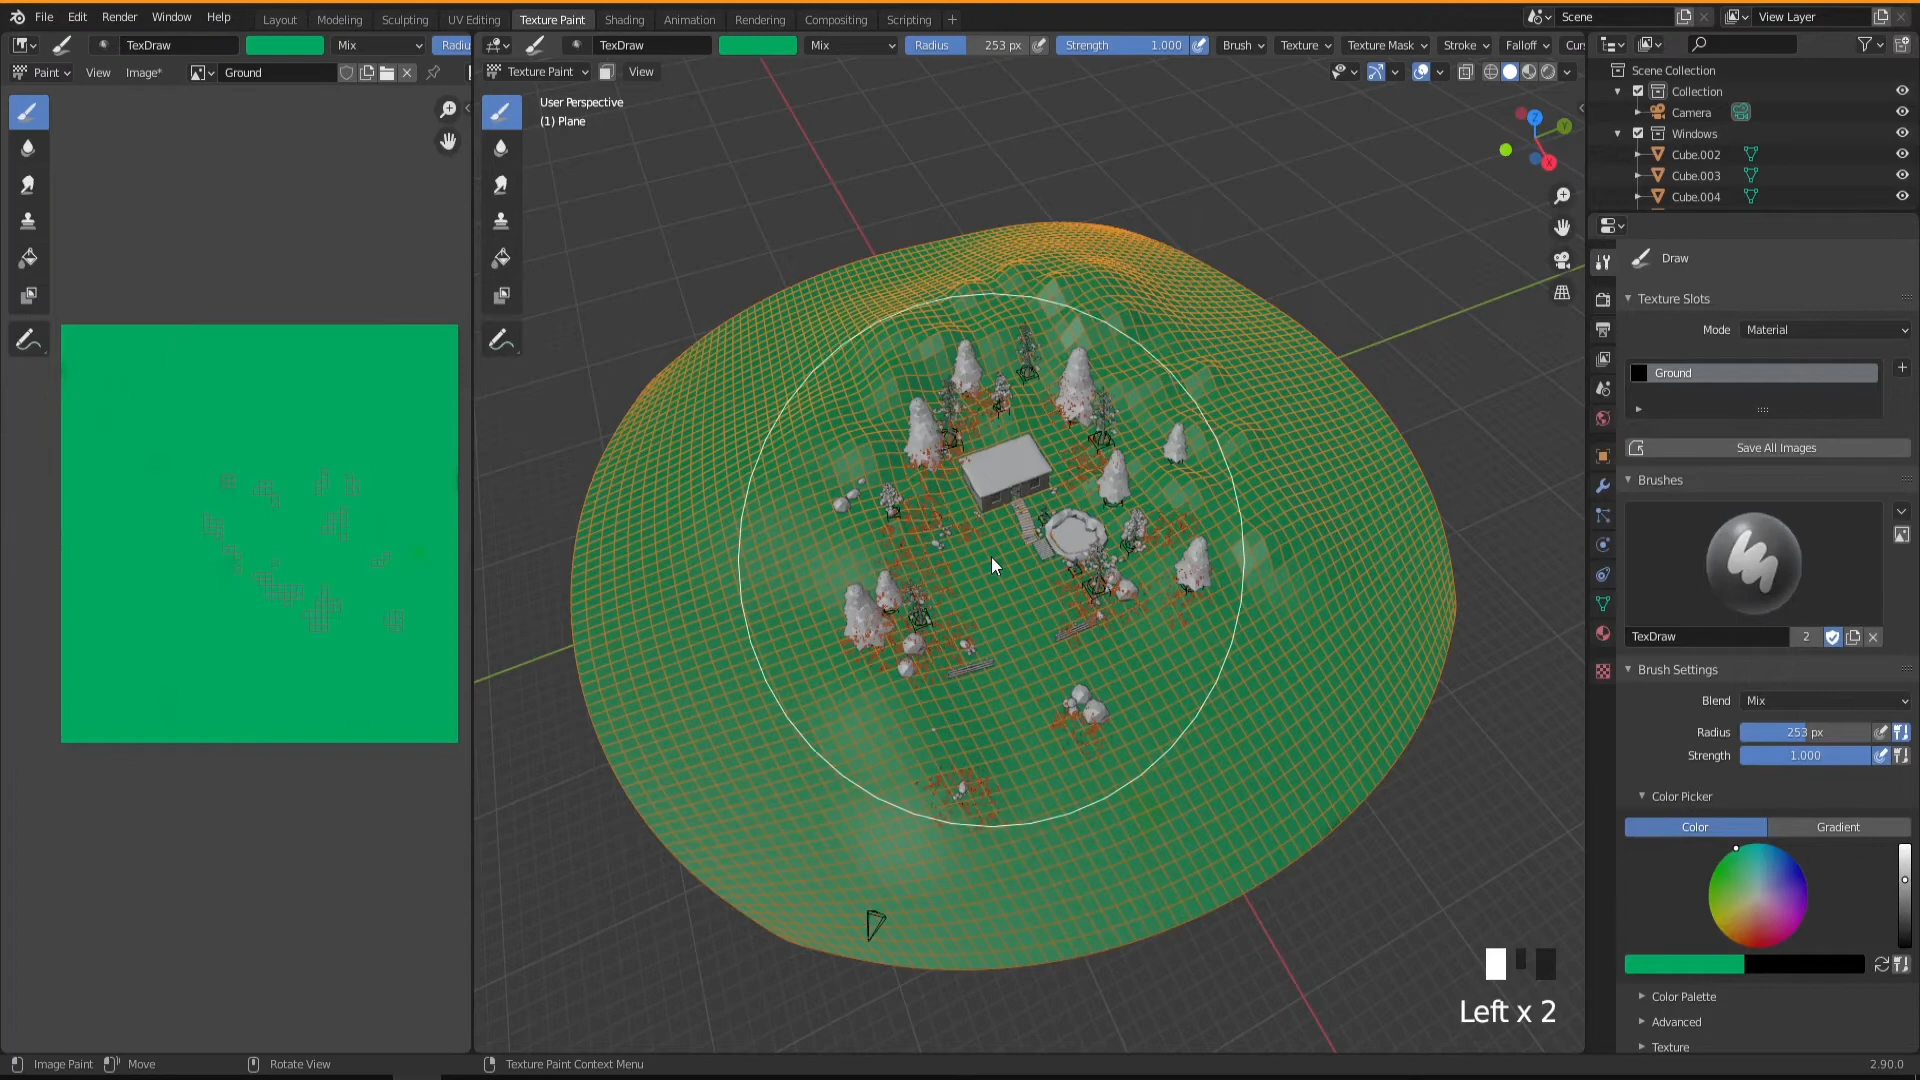 File Edit Render Window Help Layout Modeling Sculpting UV Editing Texture Paint Shading Animation Rendering Compositing Scripting + Scene View Layer
TexDraw Mix Radiu TexDraw Mix Radius 253 px Strength 1.000 Brush Texture Texture Mask Stroke Falloff Cur
Paint View Image* Ground Texture Paint View
Scene Collection
Collection
Camera
Windows
Cube.002
Cube.003
Cube.004
User Perspective
(1) Plane
Z
Y
X
Draw
Texture Slots
Mode Material
Ground
Save All Images
Brushes
TexDraw 2
Brush Settings
Blend Mix
Radius 253 px
Strength 1.000
Color Picker
Color Gradient
Color Palette
Advanced
Texture
Left x 2
Image Paint Move Rotate View Texture Paint Context Menu 2.90.0